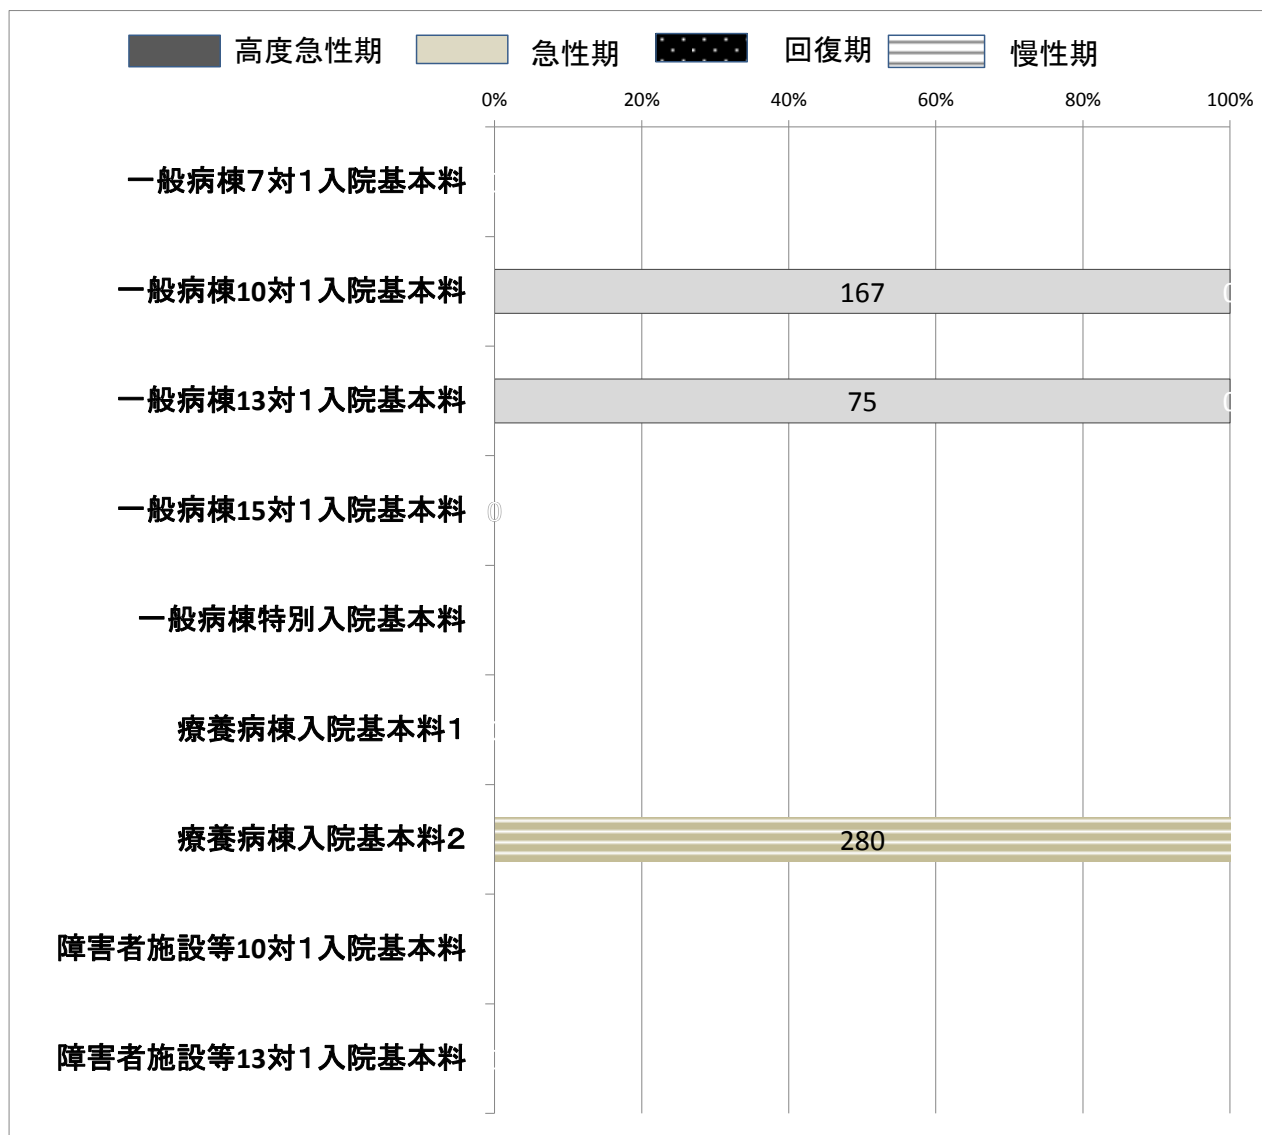 高度急性期 急性期 回復期 慢性期
0% 20% 40% 60% 80% 100%
一般病棟7対1入院基本料
一般病棟10対1入院基本料 167 0
一般病棟13対1入院基本料 75 0
一般病棟15対1入院基本料 0
一般病棟特別入院基本料
療養病棟入院基本料1
療養病棟入院基本料2 280
障害者施設等10対1入院基本料
障害者施設等13対1入院基本料